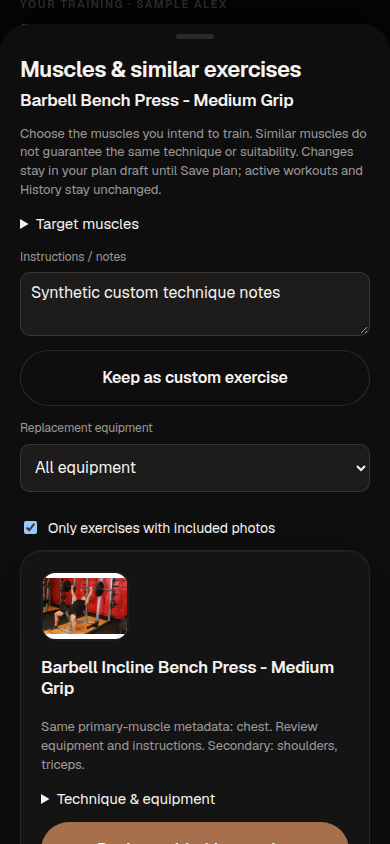 YOUR TRAINING · SAMPLE ALEX
Muscles & similar exercises
Barbell Bench Press - Medium Grip
Choose the muscles you intend to train. Similar muscles do
not guarantee the same technique or suitability. Changes
stay in your plan draft until Save plan; active workouts and
History stay unchanged.
Target muscles
Instructions / notes
Synthetic custom technique notes
Keep as custom exercise
Replacement equipment
All equipment
Only exercises with included photos
Barbell Incline Bench Press - Medium
Grip
Same primary-muscle metadata: chest. Review
equipment and instructions. Secondary: shoulders,
triceps.
Technique & equipment